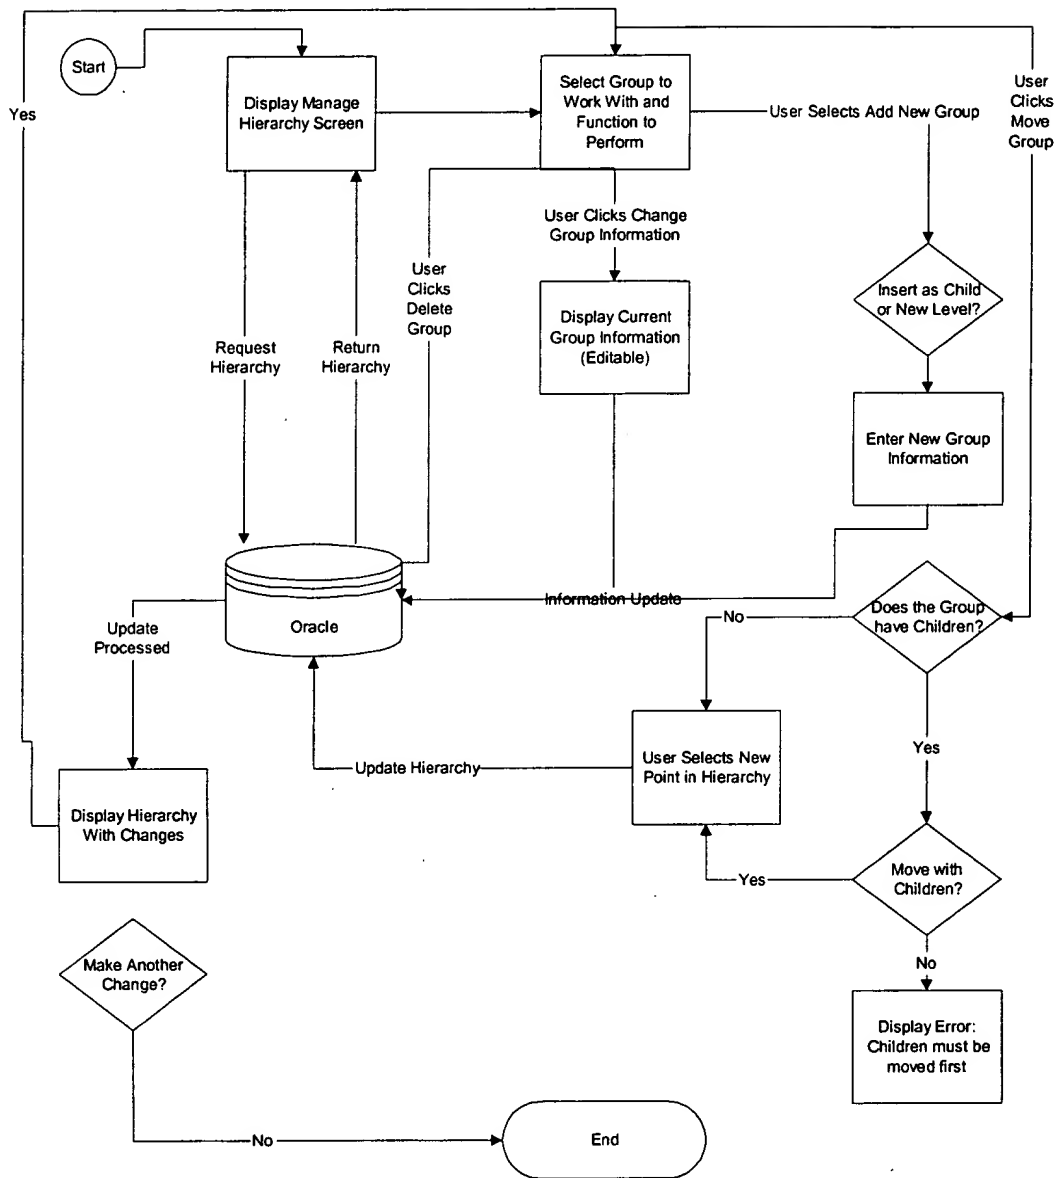 Start
Display Manage
Hierarchy Screen
Select Group to
Work With and
Function to
Perform
User Selects Add New Group
User
Clicks
Move
Group
Yes
User Clicks Change
Group Information
User
Clicks
Delete
Group
Insert as Child
or New Level?
Display Current
Group Information
(Editable)
Request
Hierarchy
Return
Hierarchy
Enter New Group
Information
Information Update
Oracle
Does the Group
have Children?
No
Update
Processed
Yes
User Selects New
Point in Hierarchy
Update Hierarchy
Display Hierarchy
With Changes
Move with
Children?
Yes
No
Make Another
Change?
Display Error:
Children must be
moved first
No
End